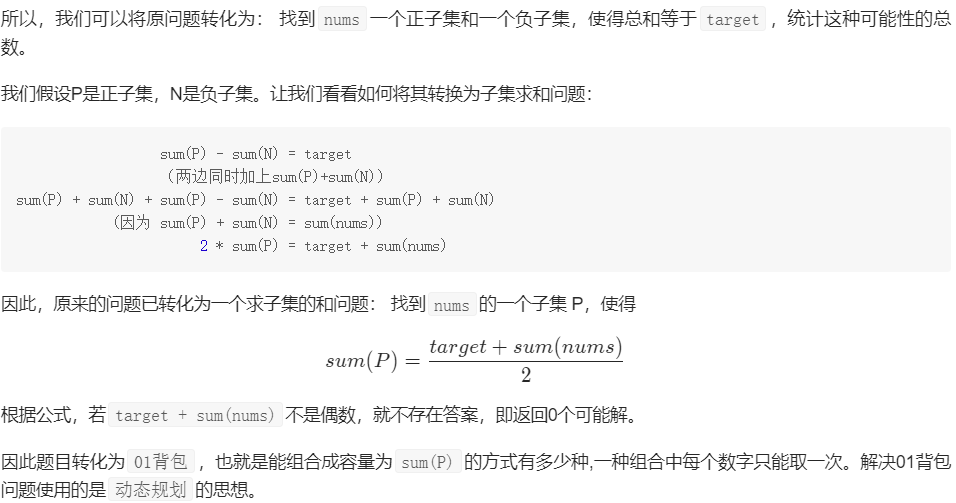 所以，我们可以将原问题转化为： 找到 nums 一个正子集和一个负子集，使得总和等于 target ，统计这种可能性的总
数。
我们假设P是正子集，N是负子集。让我们看看如何将其转换为子集求和问题：
sum(P) - sum(N) = target
（两边同时加上sum(P)+sum(N)）
sum(P) + sum(N) + sum(P) - sum(N) = target + sum(P) + sum(N)
(因为 sum(P) + sum(N) = sum(nums))
2 * sum(P) = target + sum(nums)
因此，原来的问题已转化为一个求子集的和问题： 找到 nums 的一个子集 P，使得
sum(P) = \frac{target + sum(nums)}{2}
根据公式，若 target + sum(nums) 不是偶数，就不存在答案，即返回0个可能解。
因此题目转化为 01背包 ，也就是能组合成容量为 sum(P) 的方式有多少种,一种组合中每个数字只能取一次。解决01背包
问题使用的是 动态规划 的思想。